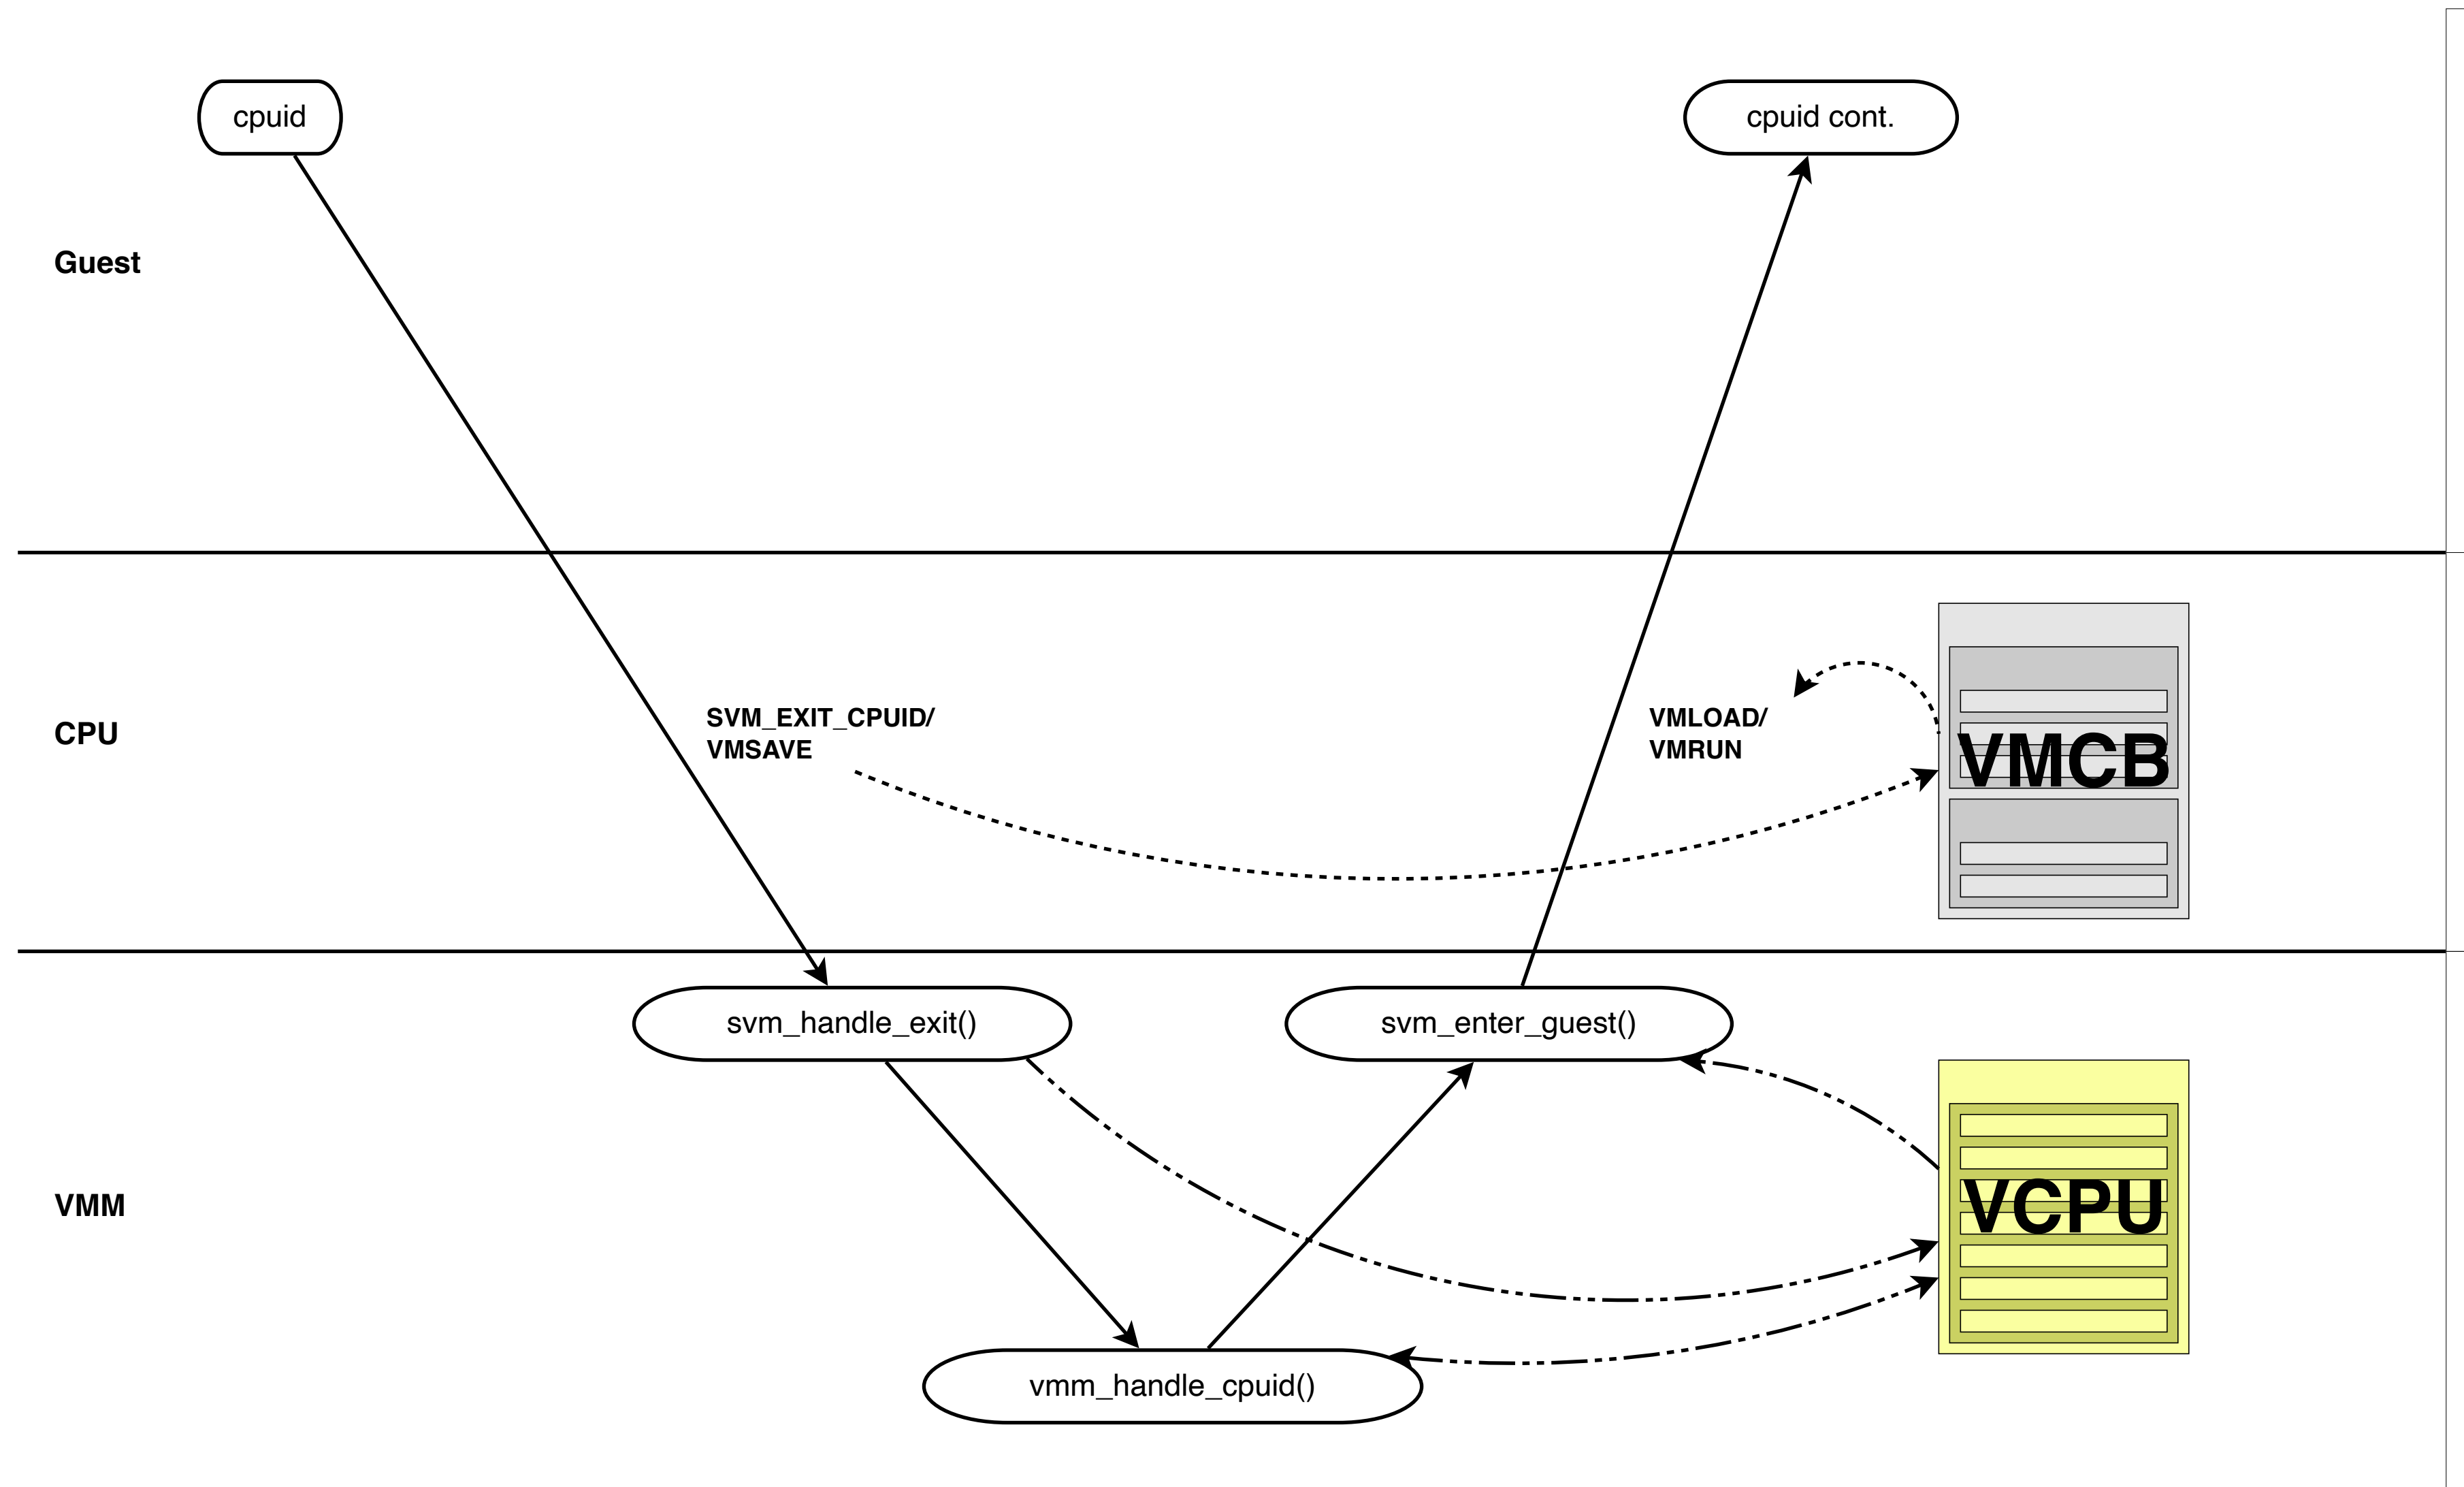 cpuid
cpuid cont.
Guest
CPU
SVM_EXIT_CPUID/
VMSAVE
VMLOAD/
VMRUN
VMCB
svm_handle_exit()
svm_enter_guest()
VMM
VCPU
vmm_handle_cpuid()